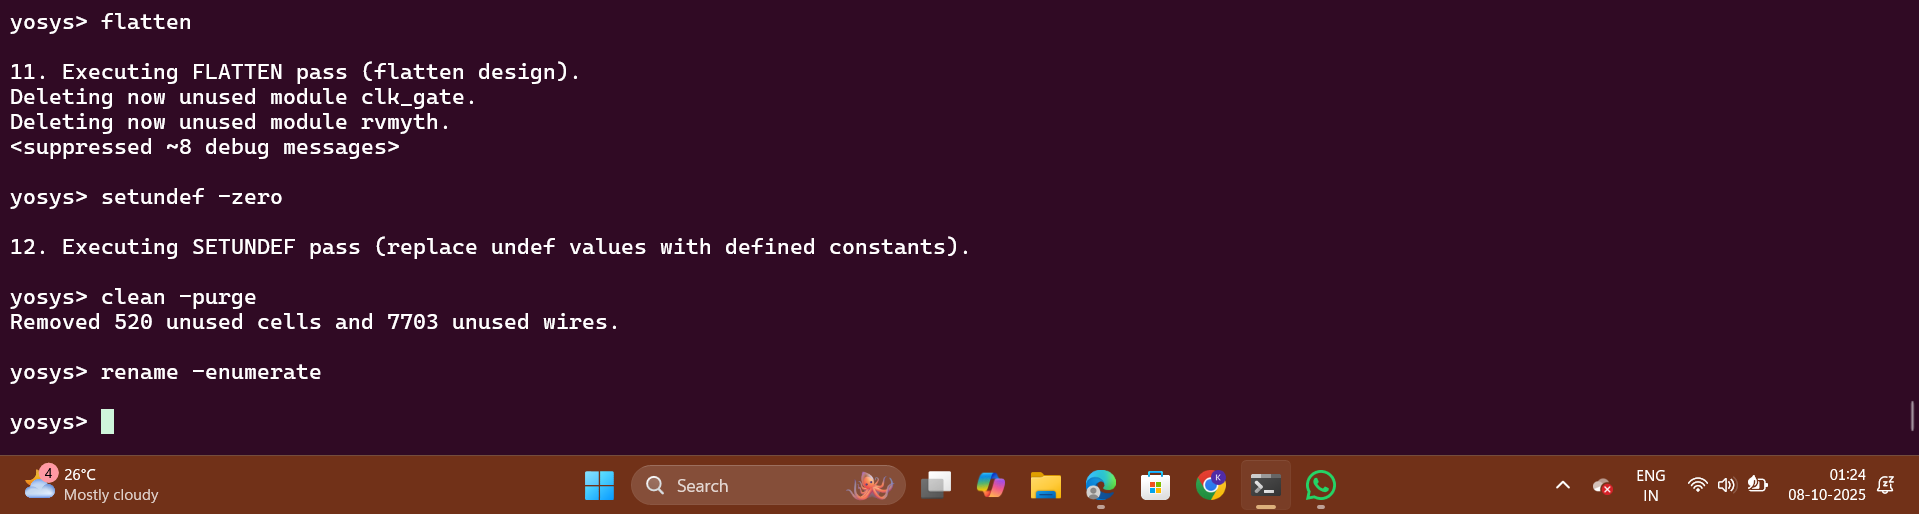 yosys> flatten
11. Executing FLATTEN pass (flatten design).
Deleting now unused module clk_gate.
Deleting now unused module rvmyth.
<suppressed ~8 debug messages>
yosys> setundef -zero
12. Executing SETUNDEF pass (replace undef values with defined constants).
yosys> clean -purge
Removed 520 unused cells and 7703 unused wires.
yosys> rename -enumerate
yosys>
4
26°C
Mostly cloudy
Search
K
ENG
IN
01:24
08-10-2025